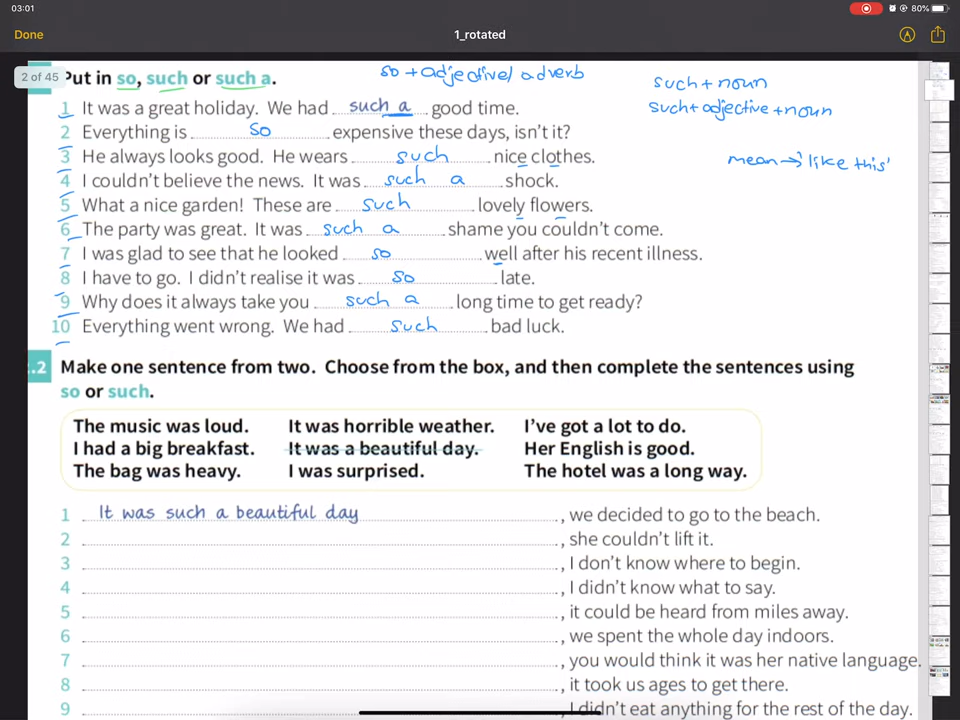 03:01 80%
Done 1_rotated
2 of 45
Put in so, such or such a.
so + adjective/ adverb
such + noun
such + adjective + noun
mean → like this
1 It was a great holiday. We had such a good time.
2 Everything is so expensive these days, isn't it?
3 He always looks good. He wears such nice clothes.
4 I couldn't believe the news. It was such a shock.
5 What a nice garden! These are such lovely flowers.
6 The party was great. It was such a shame you couldn't come.
7 I was glad to see that he looked so well after his recent illness.
8 I have to go. I didn't realise it was so late.
9 Why does it always take you such a long time to get ready?
10 Everything went wrong. We had such bad luck.
.2 Make one sentence from two. Choose from the box, and then complete the sentences using
so or such.
The music was loud. It was horrible weather. I've got a lot to do.
I had a big breakfast. It was a beautiful day. Her English is good.
The bag was heavy. I was surprised. The hotel was a long way.
1 It was such a beautiful day, we decided to go to the beach.
2 , she couldn't lift it.
3 , I don't know where to begin.
4 , I didn't know what to say.
5 , it could be heard from miles away.
6 , we spent the whole day indoors.
7 , you would think it was her native language.
8 , it took us ages to get there.
9 , I didn't eat anything for the rest of the day.